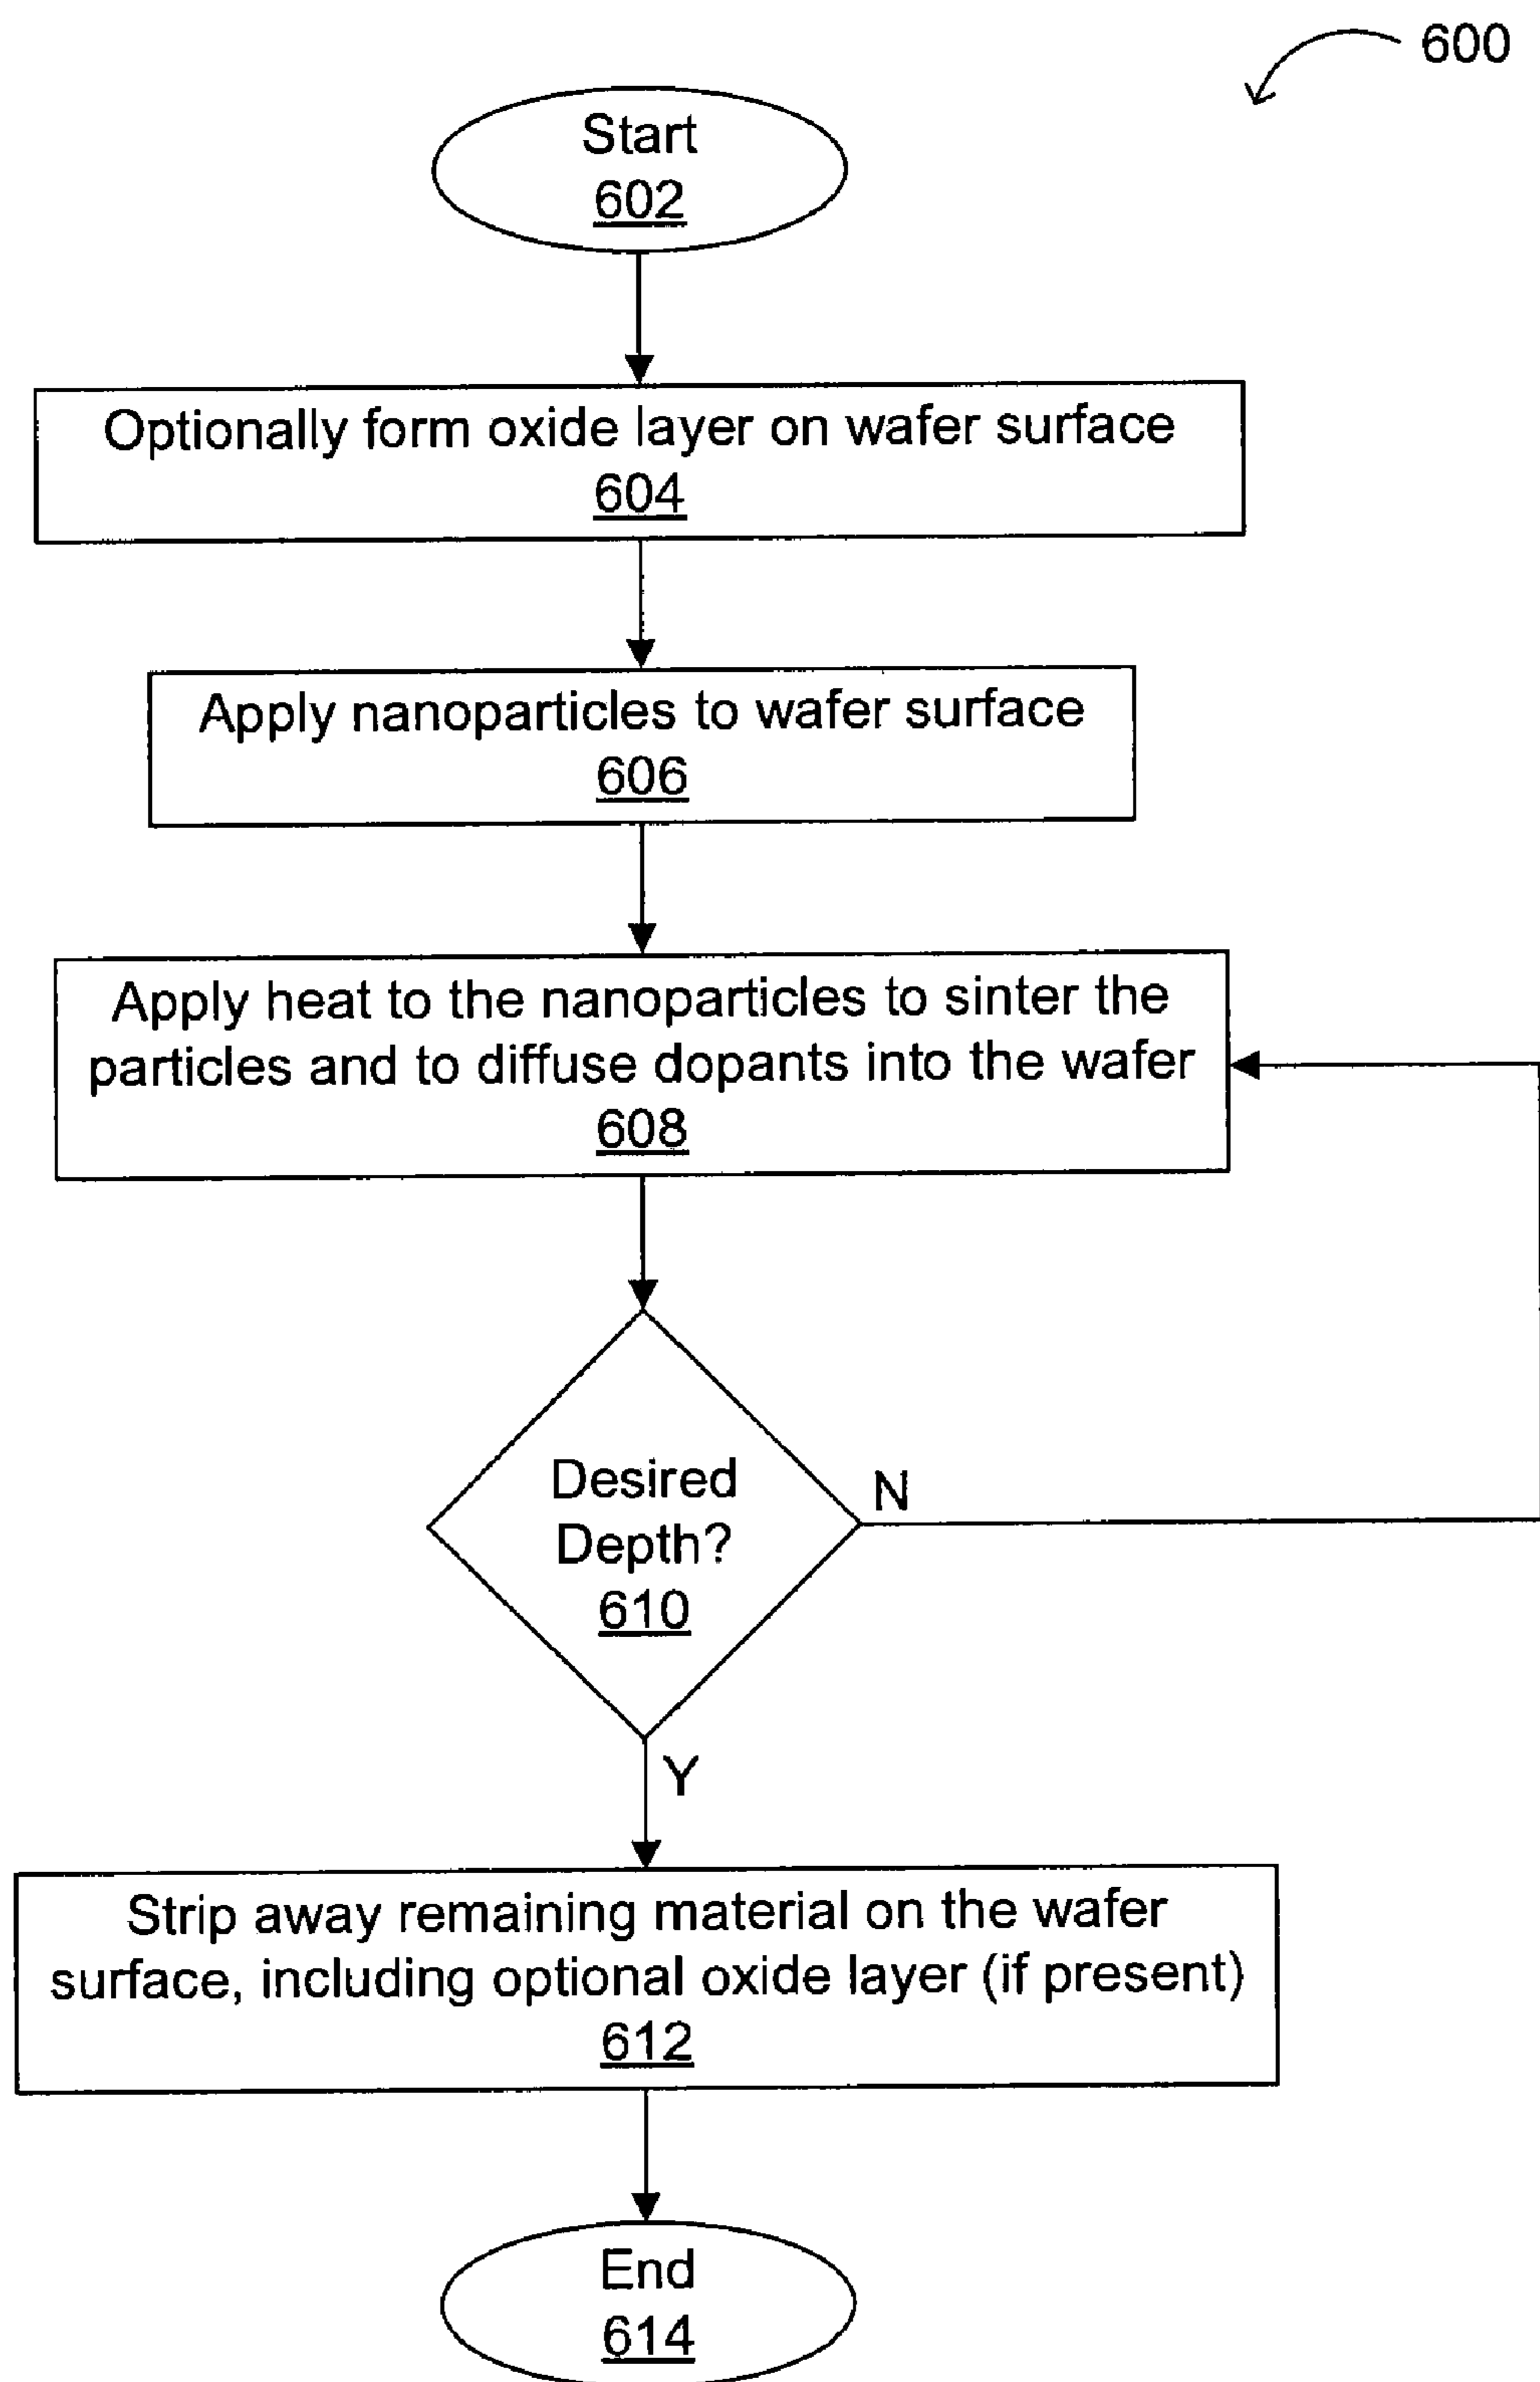 600
Start
602
Optionally form oxide layer on wafer surface
604
Apply nanoparticles to wafer surface
606
Apply heat to the nanoparticles to sinter the
particles and to diffuse dopants into the wafer
608
Desired
Depth?
610
N
Y
Strip away remaining material on the wafer
surface, including optional oxide layer (if present)
612
End
614